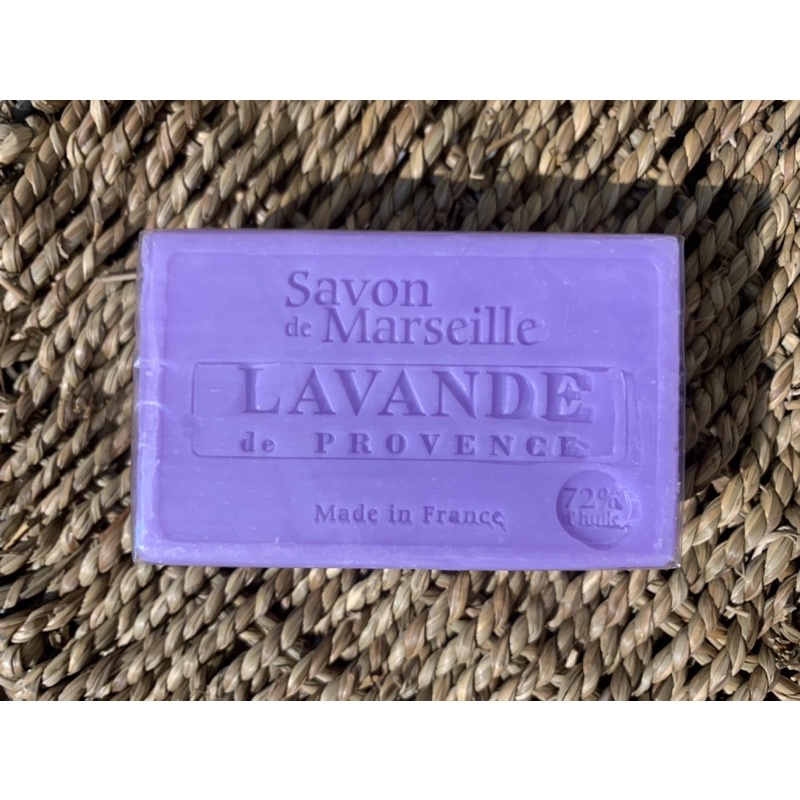 Savon
de Marseille
LAVANDE
de PROVENCE
Made in France
72%
d'huile